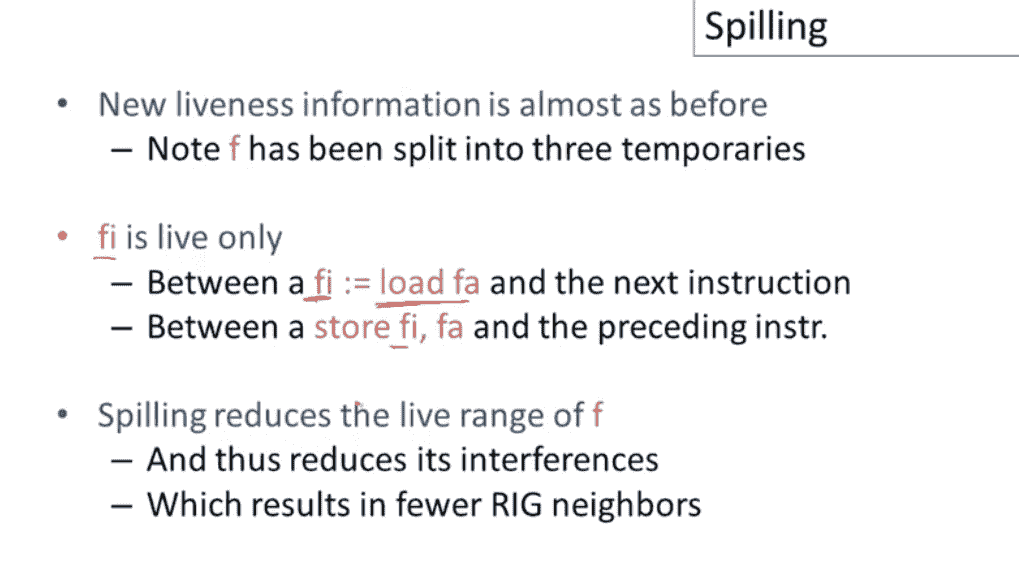 Spilling
• New liveness information is almost as before
– Note f has been split into three temporaries
• fi is live only
– Between a fi := load fa and the next instruction
– Between a store fi, fa and the preceding instr.
• Spilling reduces the live range of f
– And thus reduces its interferences
– Which results in fewer RIG neighbors